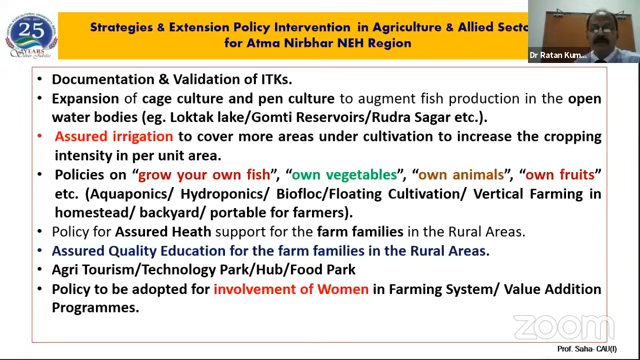 25
YEARS
Silver Jubilee
Strategies & Extension Policy Intervention in Agriculture & Allied Secto
for Atma Nirbhar NEH Region
Dr Ratan Kum...
• Documentation & Validation of ITKs.
• Expansion of cage culture and pen culture to augment fish production in the open
water bodies (eg. Loktak lake/Gomti Reservoirs/Rudra Sagar etc.).
• Assured irrigation to cover more areas under cultivation to increase the cropping
intensity in per unit area.
• Policies on “grow your own fish”, “own vegetables”, “own animals”, “own fruits”
etc. (Aquaponics/ Hydroponics/ Biofloc/Floating Cultivation/ Vertical Farming in
homestead/ backyard/ portable for farmers).
• Policy for Assured Heath support for the farm families in the Rural Areas.
• Assured Quality Education for the farm families in the Rural Areas.
• Agri Tourism/Technology Park/Hub/Food Park
• Policy to be adopted for involvement of Women in Farming System/ Value Addition
Programmes.
zoom
Prof. Saha- CAU(I)